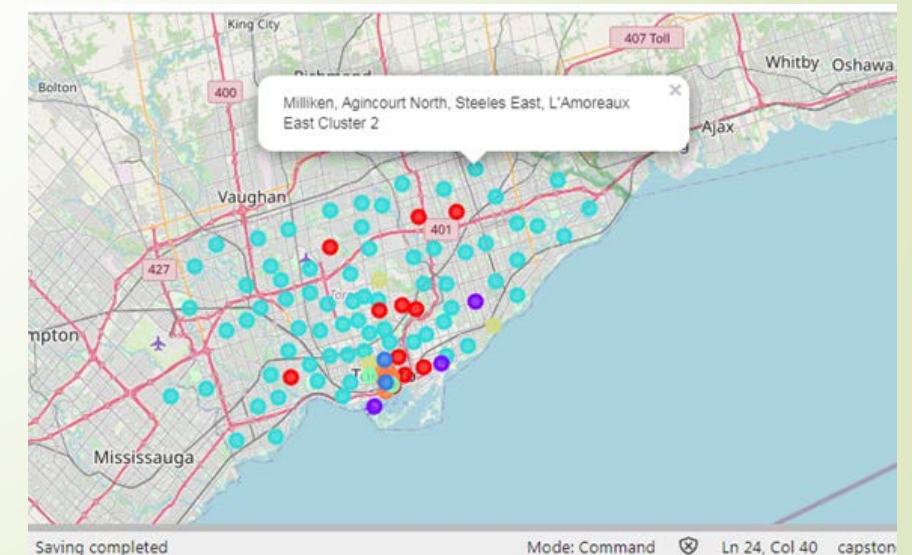 King City
407 Toll
Whitby Oshawa
Bolton
400
Milliken, Agincourt North, Steeles East, L'Amoreaux
East Cluster 2
×
Ajax
Vaughan
401
427
Mississauga
Saving completed
Mode: Command
Ln 24, Col 40
capston